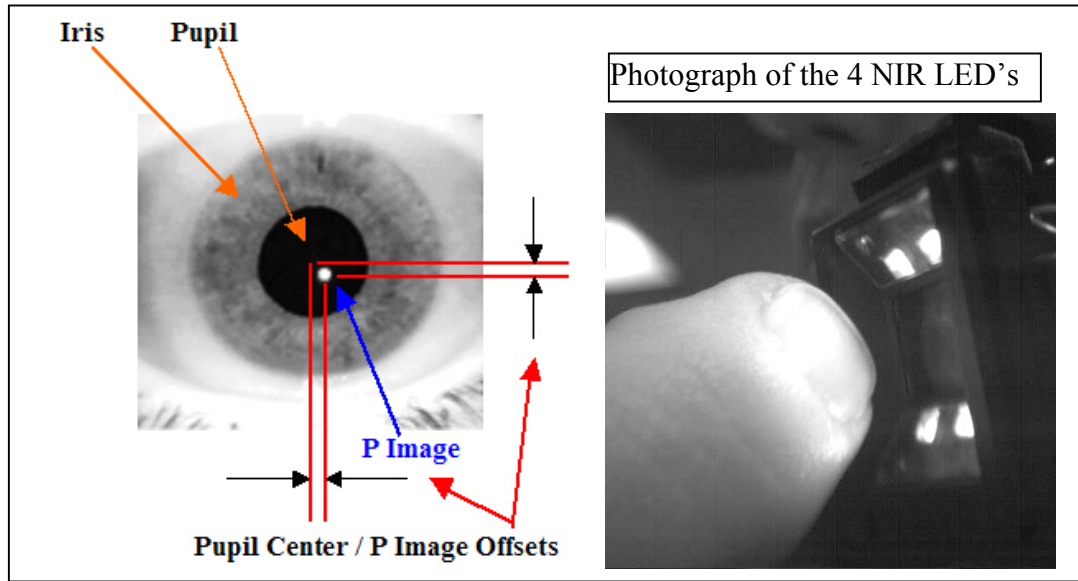 Iris
Pupil
Photograph of the 4 NIR LED’s
P Image
Pupil Center / P Image Offsets